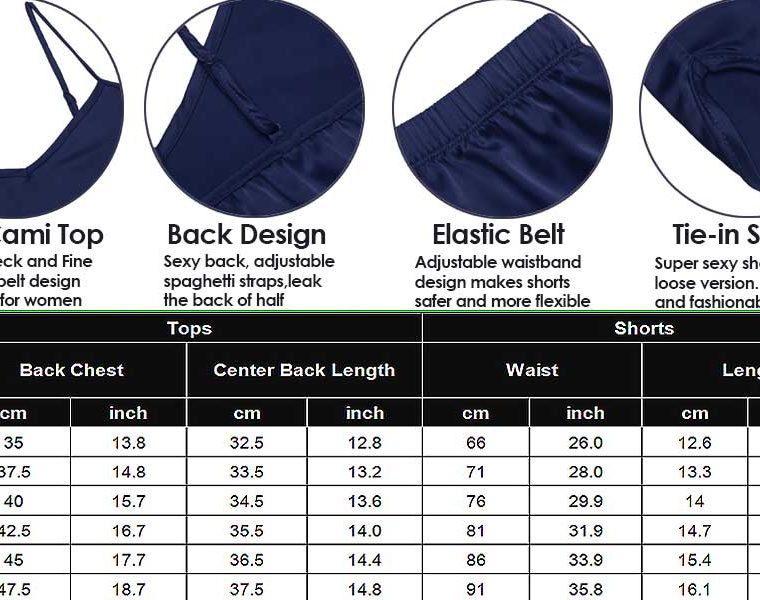 Cami Top Back Design Elastic Belt Tie-in S
eck and Fine Sexy back, adjustable Adjustable waistband Super sexy sho
belt design spaghetti straps,leak design makes shorts loose version.
for women the back of half safer and more flexible and fashionab
Tops Shorts
Back Chest Center Back Length Waist Leng
cm inch cm inch cm inch cm
35 13.8 32.5 12.8 66 26.0 12.6
37.5 14.8 33.5 13.2 71 28.0 13.3
40 15.7 34.5 13.6 76 29.9 14
42.5 16.7 35.5 14.0 81 31.9 14.7
45 17.7 36.5 14.4 86 33.9 15.4
47.5 18.7 37.5 14.8 91 35.8 16.1